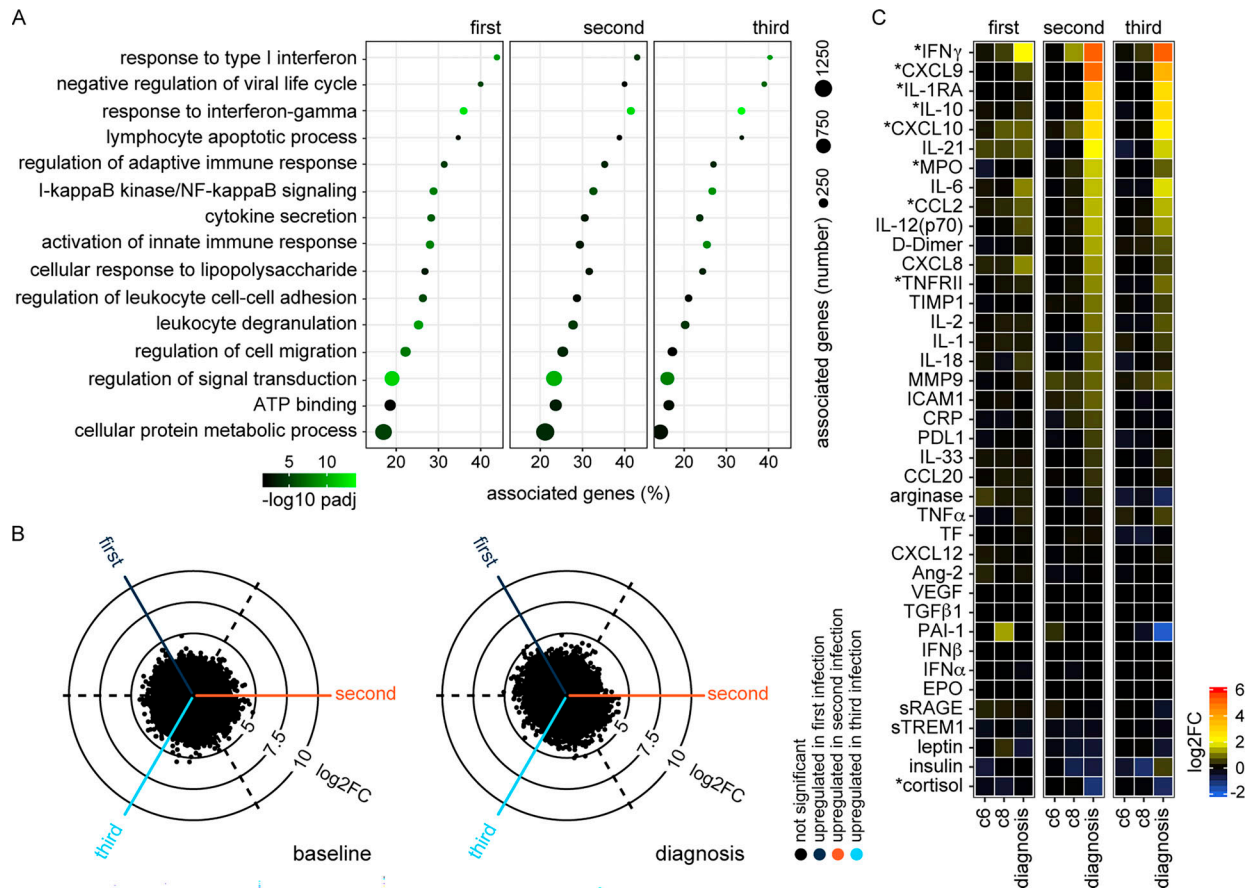 A
first
second
third
response to type I interferon
negative regulation of viral life cycle
response to interferon-gamma
lymphocyte apoptotic process
regulation of adaptive immune response
I-kappaB kinase/NF-kappaB signaling
cytokine secretion
activation of innate immune response
cellular response to lipopolysaccharide
regulation of leukocyte cell-cell adhesion
leukocyte degranulation
regulation of cell migration
regulation of signal transduction
ATP binding
cellular protein metabolic process
20 30 40 20 30 40 20 30 40
associated genes (%)
5 15
-log10 padj
associated genes (number)
250 750 1250
B
first
second
third
5
7.5
10
log2FC
baseline
first
second
third
5
7.5
10
log2FC
diagnosis
not significant
upregulated in first infection
upregulated in second infection
upregulated in third infection
C
first second third
*IFNγ
*CXCL9
*IL-1RA
*IL-10
*CXCL10
IL-21
*MPO
IL-6
*CCL2
IL-12(p70)
D-Dimer
CXCL8
*TNFRII
TIMP1
IL-2
IL-1
IL-18
MMP9
ICAM1
CRP
PDL1
IL-33
CCL20
arginase
TNFα
TF
CXCL12
Ang-2
VEGF
TGFβ1
PAI-1
IFNβ
IFNα
EPO
sRAGE
sTREM1
leptin
insulin
*cortisol
c6 c8 diagnosis c6 c8 diagnosis c6 c8 diagnosis
log2FC
6
4
2
0
-2